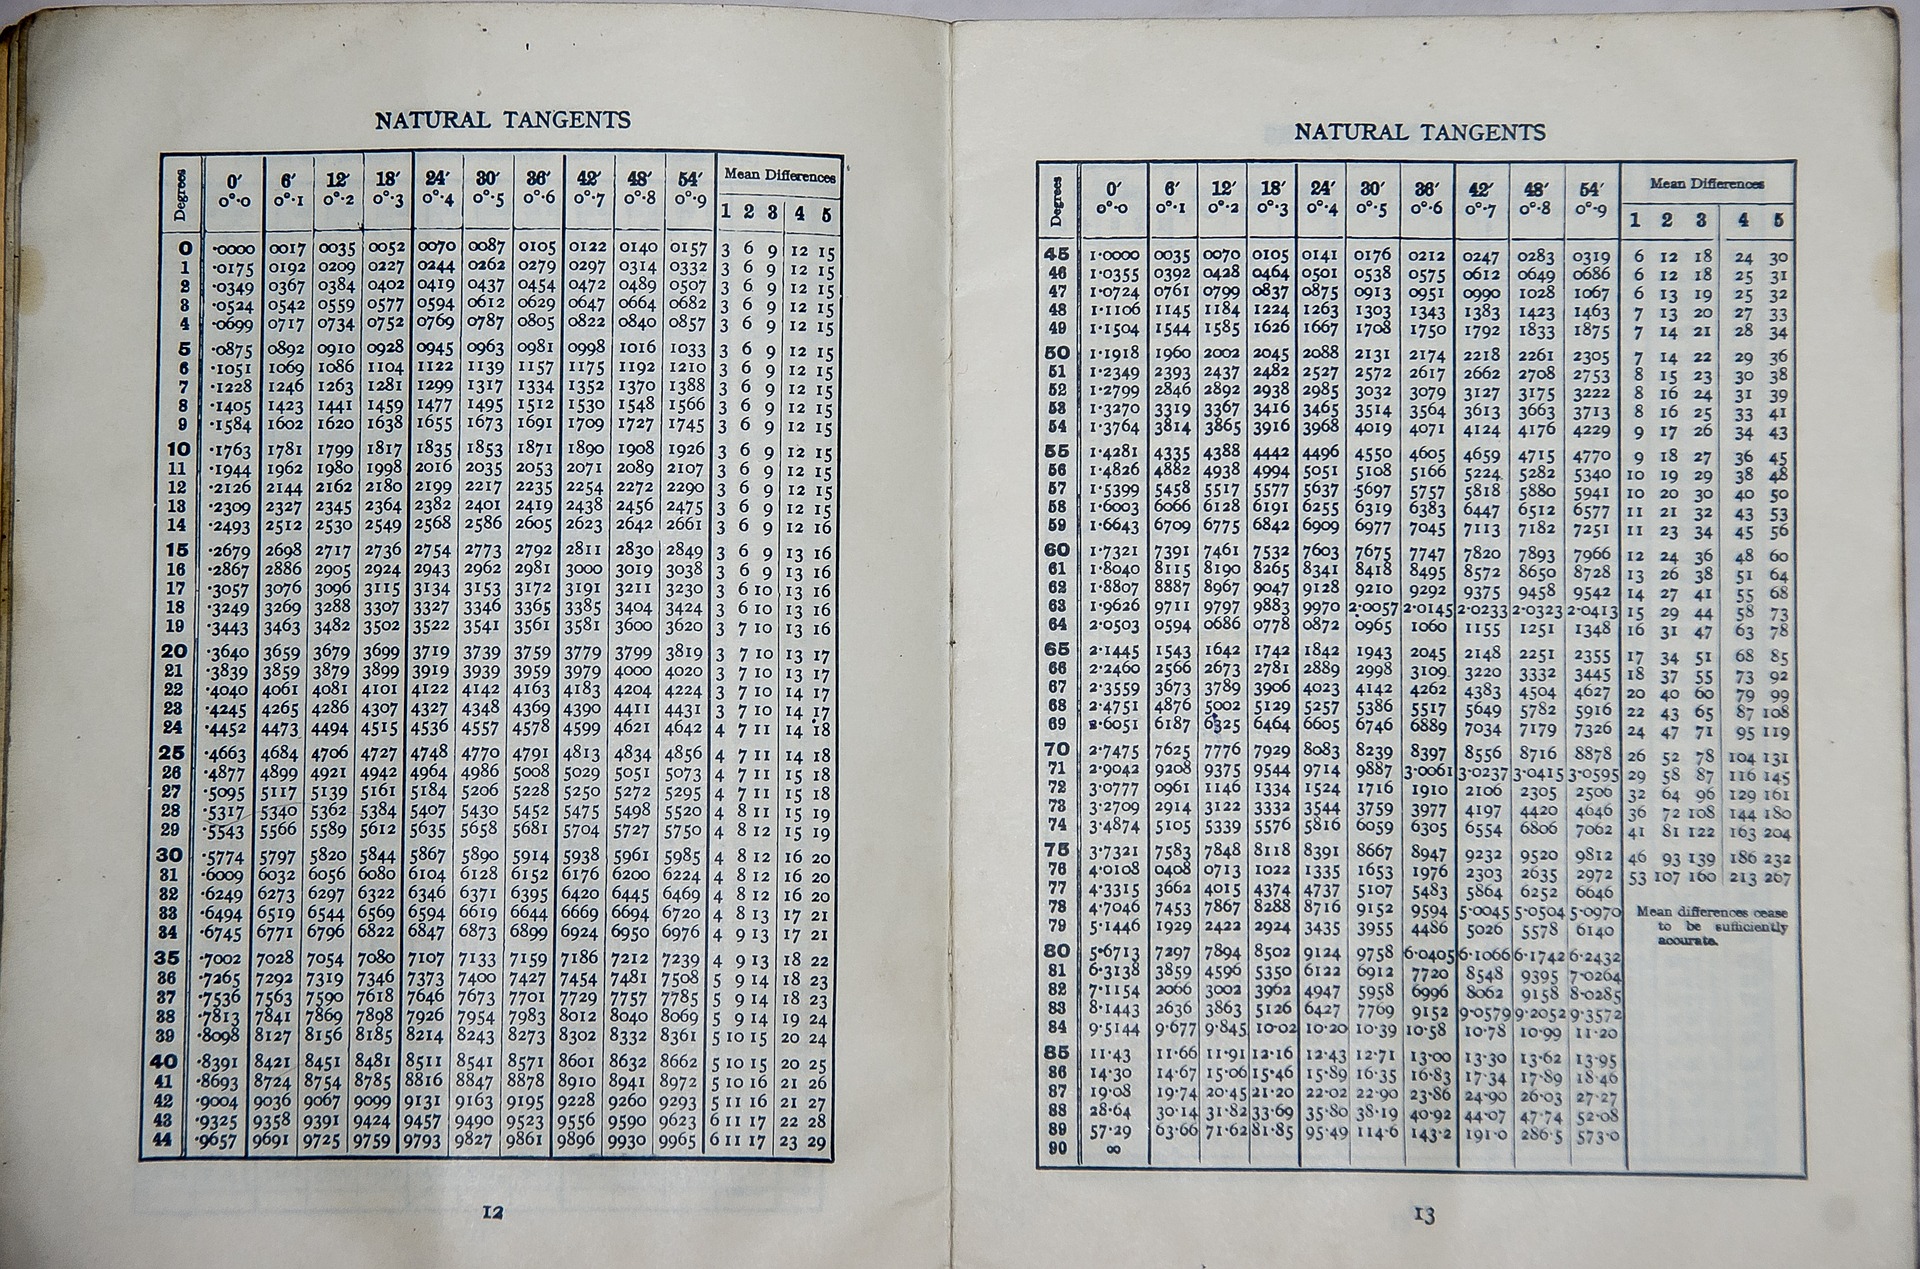 NATURAL TANGENTS
Degrees 0′ 6′ 12′ 18′ 24′ 30′ 36′ 42′ 48′ 54′ Mean Differences
0°·0 0°·1 0°·2 0°·3 0°·4 0°·5 0°·6 0°·7 0°·8 0°·9 1 2 3 4 5
0 ·0000 0017 0035 0052 0070 0087 0105 0122 0140 0157 3 6 9 12 15
1 ·0175 0192 0209 0227 0244 0262 0279 0297 0314 0332 3 6 9 12 15
2 ·0349 0367 0384 0402 0419 0437 0454 0472 0489 0507 3 6 9 12 15
3 ·0524 0542 0559 0577 0594 0612 0629 0647 0664 0682 3 6 9 12 15
4 ·0699 0717 0734 0752 0769 0787 0805 0822 0840 0857 3 6 9 12 15
5 ·0875 0892 0910 0928 0945 0963 0981 0998 1016 1033 3 6 9 12 15
6 ·1051 1069 1086 1104 1122 1139 1157 1175 1192 1210 3 6 9 12 15
7 ·1228 1246 1263 1281 1299 1317 1334 1352 1370 1388 3 6 9 12 15
8 ·1405 1423 1441 1459 1477 1495 1512 1530 1548 1566 3 6 9 12 15
9 ·1584 1602 1620 1638 1655 1673 1691 1709 1727 1745 3 6 9 12 15
10 ·1763 1781 1799 1817 1835 1853 1871 1890 1908 1926 3 6 9 12 15
11 ·1944 1962 1980 1998 2016 2035 2053 2071 2089 2107 3 6 9 12 15
12 ·2126 2144 2162 2180 2199 2217 2235 2254 2272 2290 3 6 9 12 15
13 ·2309 2327 2345 2364 2382 2401 2419 2438 2456 2475 3 6 9 12 15
14 ·2493 2512 2530 2549 2568 2586 2605 2623 2642 2661 3 6 9 12 16
15 ·2679 2698 2717 2736 2754 2773 2792 2811 2830 2849 3 6 9 13 16
16 ·2867 2886 2905 2924 2943 2962 2981 3000 3019 3038 3 6 9 13 16
17 ·3057 3076 3096 3115 3134 3153 3172 3191 3211 3230 3 6 10 13 16
18 ·3249 3269 3288 3307 3327 3346 3365 3385 3404 3424 3 6 10 13 16
19 ·3443 3463 3482 3502 3522 3541 3561 3581 3600 3620 3 7 10 13 16
20 ·3640 3659 3679 3699 3719 3739 3759 3779 3799 3819 3 7 10 13 17
21 ·3839 3859 3879 3899 3919 3939 3959 3979 4000 4020 3 7 10 13 17
22 ·4040 4061 4081 4101 4122 4142 4163 4183 4204 4224 3 7 10 14 17
23 ·4245 4265 4286 4307 4327 4348 4369 4390 4411 4431 3 7 10 14 17
24 ·4452 4473 4494 4515 4536 4557 4578 4599 4621 4642 4 7 11 14 18
25 ·4663 4684 4706 4727 4748 4770 4791 4813 4834 4856 4 7 11 14 18
26 ·4877 4899 4921 4942 4964 4986 5008 5029 5051 5073 4 7 11 15 18
27 ·5095 5117 5139 5161 5184 5206 5228 5250 5272 5295 4 7 11 15 18
28 ·5317 5340 5362 5384 5407 5430 5452 5475 5498 5520 4 8 11 15 19
29 ·5543 5566 5589 5612 5635 5658 5681 5704 5727 5750 4 8 12 15 19
30 ·5774 5797 5820 5844 5867 5890 5914 5938 5961 5985 4 8 12 16 20
31 ·6009 6032 6056 6080 6104 6128 6152 6176 6200 6224 4 8 12 16 20
32 ·6249 6273 6297 6322 6346 6371 6395 6420 6445 6469 4 8 12 16 20
33 ·6494 6519 6544 6569 6594 6619 6644 6669 6694 6720 4 8 13 17 21
34 ·6745 6771 6796 6822 6847 6873 6899 6924 6950 6976 4 9 13 17 21
35 ·7002 7028 7054 7080 7107 7133 7159 7186 7212 7239 4 9 13 18 22
36 ·7265 7292 7319 7346 7373 7400 7427 7454 7481 7508 5 9 14 18 23
37 ·7536 7563 7590 7618 7646 7673 7701 7729 7757 7785 5 9 14 18 23
38 ·7813 7841 7869 7898 7926 7954 7983 8012 8040 8069 5 9 14 19 24
39 ·8098 8127 8156 8185 8214 8243 8273 8302 8332 8361 5 10 15 20 24
40 ·8391 8421 8451 8481 8511 8541 8571 8601 8632 8662 5 10 15 20 25
41 ·8693 8724 8754 8785 8816 8847 8878 8910 8941 8972 5 10 16 21 26
42 ·9004 9036 9067 9099 9131 9163 9195 9228 9260 9293 5 11 16 21 27
43 ·9325 9358 9391 9424 9457 9490 9523 9556 9590 9623 6 11 17 22 28
44 ·9657 9691 9725 9759 9793 9827 9861 9896 9930 9965 6 11 17 23 29
12
NATURAL TANGENTS
Degrees 0′ 6′ 12′ 18′ 24′ 30′ 36′ 42′ 48′ 54′ Mean Differences
0°·0 0°·1 0°·2 0°·3 0°·4 0°·5 0°·6 0°·7 0°·8 0°·9 1 2 3 4 5
45 1·0000 0035 0070 0105 0141 0176 0212 0247 0283 0319 6 12 18 24 30
46 1·0355 0392 0428 0464 0501 0538 0575 0612 0649 0686 6 12 18 25 31
47 1·0724 0761 0799 0837 0875 0913 0951 0990 1028 1067 6 13 19 25 32
48 1·1106 1145 1184 1224 1263 1303 1343 1383 1423 1463 7 13 20 27 33
49 1·1504 1544 1585 1626 1667 1708 1750 1792 1833 1875 7 14 21 28 34
50 1·1918 1960 2002 2045 2088 2131 2174 2218 2261 2305 7 14 22 29 36
51 1·2349 2393 2437 2482 2527 2572 2617 2662 2708 2753 8 15 23 30 38
52 1·2799 2846 2892 2938 2985 3032 3079 3127 3175 3222 8 16 24 31 39
53 1·3270 3319 3367 3416 3465 3514 3564 3613 3663 3713 8 16 25 33 41
54 1·3764 3814 3865 3916 3968 4019 4071 4124 4176 4229 9 17 26 34 43
55 1·4281 4335 4388 4442 4496 4550 4605 4659 4715 4770 9 18 27 36 45
56 1·4826 4882 4938 4994 5051 5108 5166 5224 5282 5340 10 19 29 38 48
57 1·5399 5458 5517 5577 5637 5697 5757 5818 5880 5941 10 20 30 40 50
58 1·6003 6066 6128 6191 6255 6319 6383 6447 6512 6577 11 21 32 43 53
59 1·6643 6709 6775 6842 6909 6977 7045 7113 7182 7251 11 23 34 45 56
60 1·7321 7391 7461 7532 7603 7675 7747 7820 7893 7966 12 24 36 48 60
61 1·8040 8115 8190 8265 8341 8418 8495 8572 8650 8728 13 26 38 51 64
62 1·8807 8887 8967 9047 9128 9210 9292 9375 9458 9542 14 27 41 55 68
63 1·9626 9711 9797 9883 9970 2·0057 2·0145 2·0233 2·0323 2·0413 15 29 44 58 73
64 2·0503 0594 0686 0778 0872 0965 1060 1155 1251 1348 16 31 47 63 78
65 2·1445 1543 1642 1742 1842 1943 2045 2148 2251 2355 17 34 51 68 85
66 2·2460 2566 2673 2781 2889 2998 3109 3220 3332 3445 18 37 55 73 92
67 2·3559 3673 3789 3906 4023 4142 4262 4383 4504 4627 20 40 60 79 99
68 2·4751 4876 5002 5129 5257 5386 5517 5649 5782 5916 22 43 65 87 108
69 2·6051 6187 6325 6464 6605 6746 6889 7034 7179 7326 24 47 71 95 119
70 2·7475 7625 7776 7929 8083 8239 8397 8556 8716 8878 26 52 78 104 131
71 2·9042 9208 9375 9544 9714 9887 3·0061 3·0237 3·0415 3·0595 29 58 87 116 145
72 3·0777 0961 1146 1334 1524 1716 1910 2106 2305 2506 32 64 96 129 161
73 3·2709 2914 3122 3332 3544 3759 3977 4197 4420 4646 36 72 108 144 180
74 3·4874 5105 5339 5576 5816 6059 6305 6554 6806 7062 41 81 122 163 204
75 3·7321 7583 7848 8118 8391 8667 8947 9232 9520 9812 46 93 139 186 232
76 4·0108 0408 0713 1022 1335 1653 1976 2303 2635 2972 53 107 160 213 267
77 4·3315 3662 4015 4374 4737 5107 5483 5864 6252 6646
78 4·7046 7453 7867 8288 8716 9152 9594 5·0045 5·0504 5·0970 Mean differences cease
79 5·1446 1929 2422 2924 3435 3955 4486 5026 5578 6140 to be sufficiently
accurate.
80 5·6713 7297 7894 8502 9124 9758 6·0405 6·1066 6·1742 6·2432
81 6·3138 3859 4596 5350 6122 6912 7720 8548 9395 7·0264
82 7·1154 2066 3002 3962 4947 5958 6996 8062 9158 8·0285
83 8·1443 2636 3863 5126 6427 7769 9152 9·0579 9·2052 9·3572
84 9·5144 9·677 9·845 10·02 10·20 10·39 10·58 10·78 10·99 11·20
85 11·43 11·66 11·91 12·16 12·43 12·71 13·00 13·30 13·62 13·95
86 14·30 14·67 15·06 15·46 15·89 16·35 16·83 17·34 17·89 18·46
87 19·08 19·74 20·45 21·20 22·02 22·90 23·86 24·90 26·03 27·27
88 28·64 30·14 31·82 33·69 35·80 38·19 40·92 44·07 47·74 52·08
89 57·29 63·66 71·62 81·85 95·49 114·6 143·2 191·0 286·5 573·0
90 ∞
13